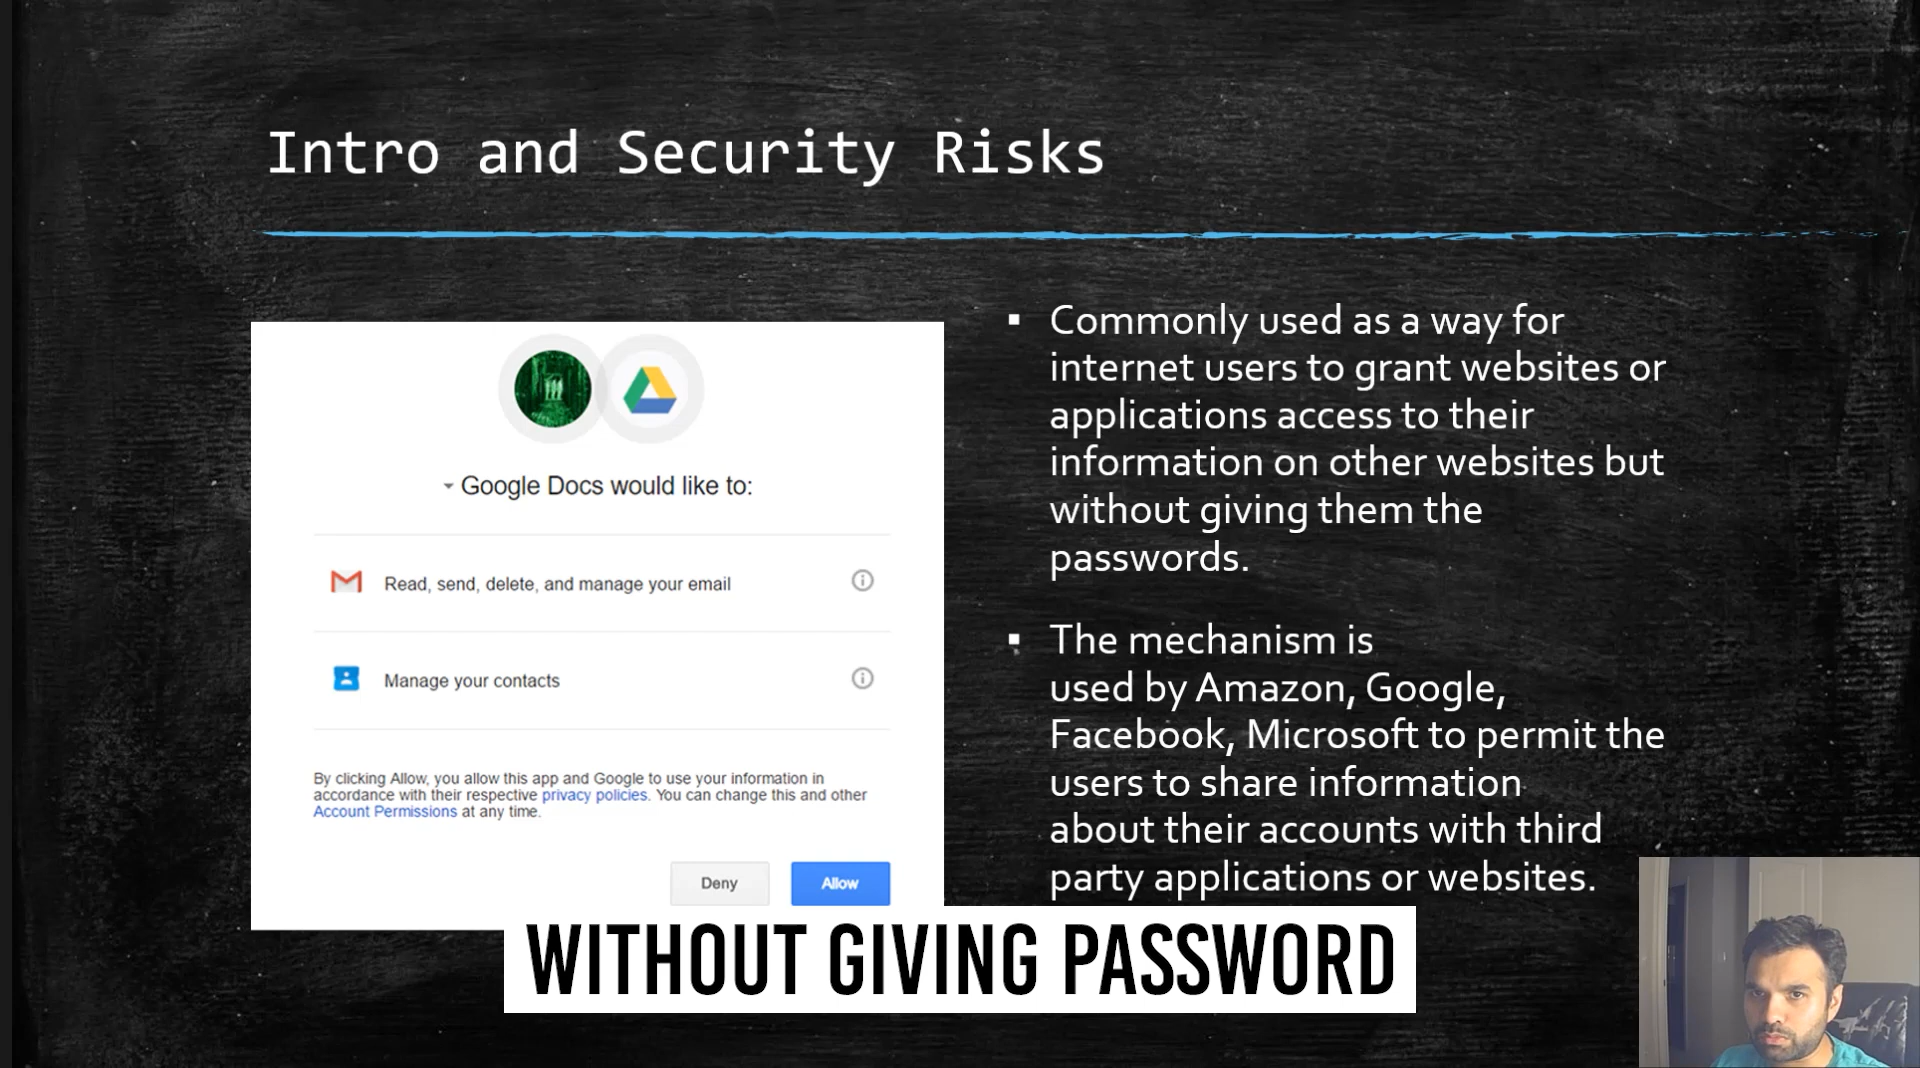 Intro and Security Risks
Google Docs would like to:
Read, send, delete, and manage your email
Manage your contacts
By clicking Allow, you allow this app and Google to use your information in
accordance with their respective privacy policies. You can change this and other
Account Permissions at any time.
Deny
Allow
▪ Commonly used as a way for
internet users to grant websites or
applications access to their
information on other websites but
without giving them the
passwords.
▪ The mechanism is
used by Amazon, Google,
Facebook, Microsoft to permit the
users to share information
about their accounts with third
party applications or websites.
WITHOUT GIVING PASSWORD